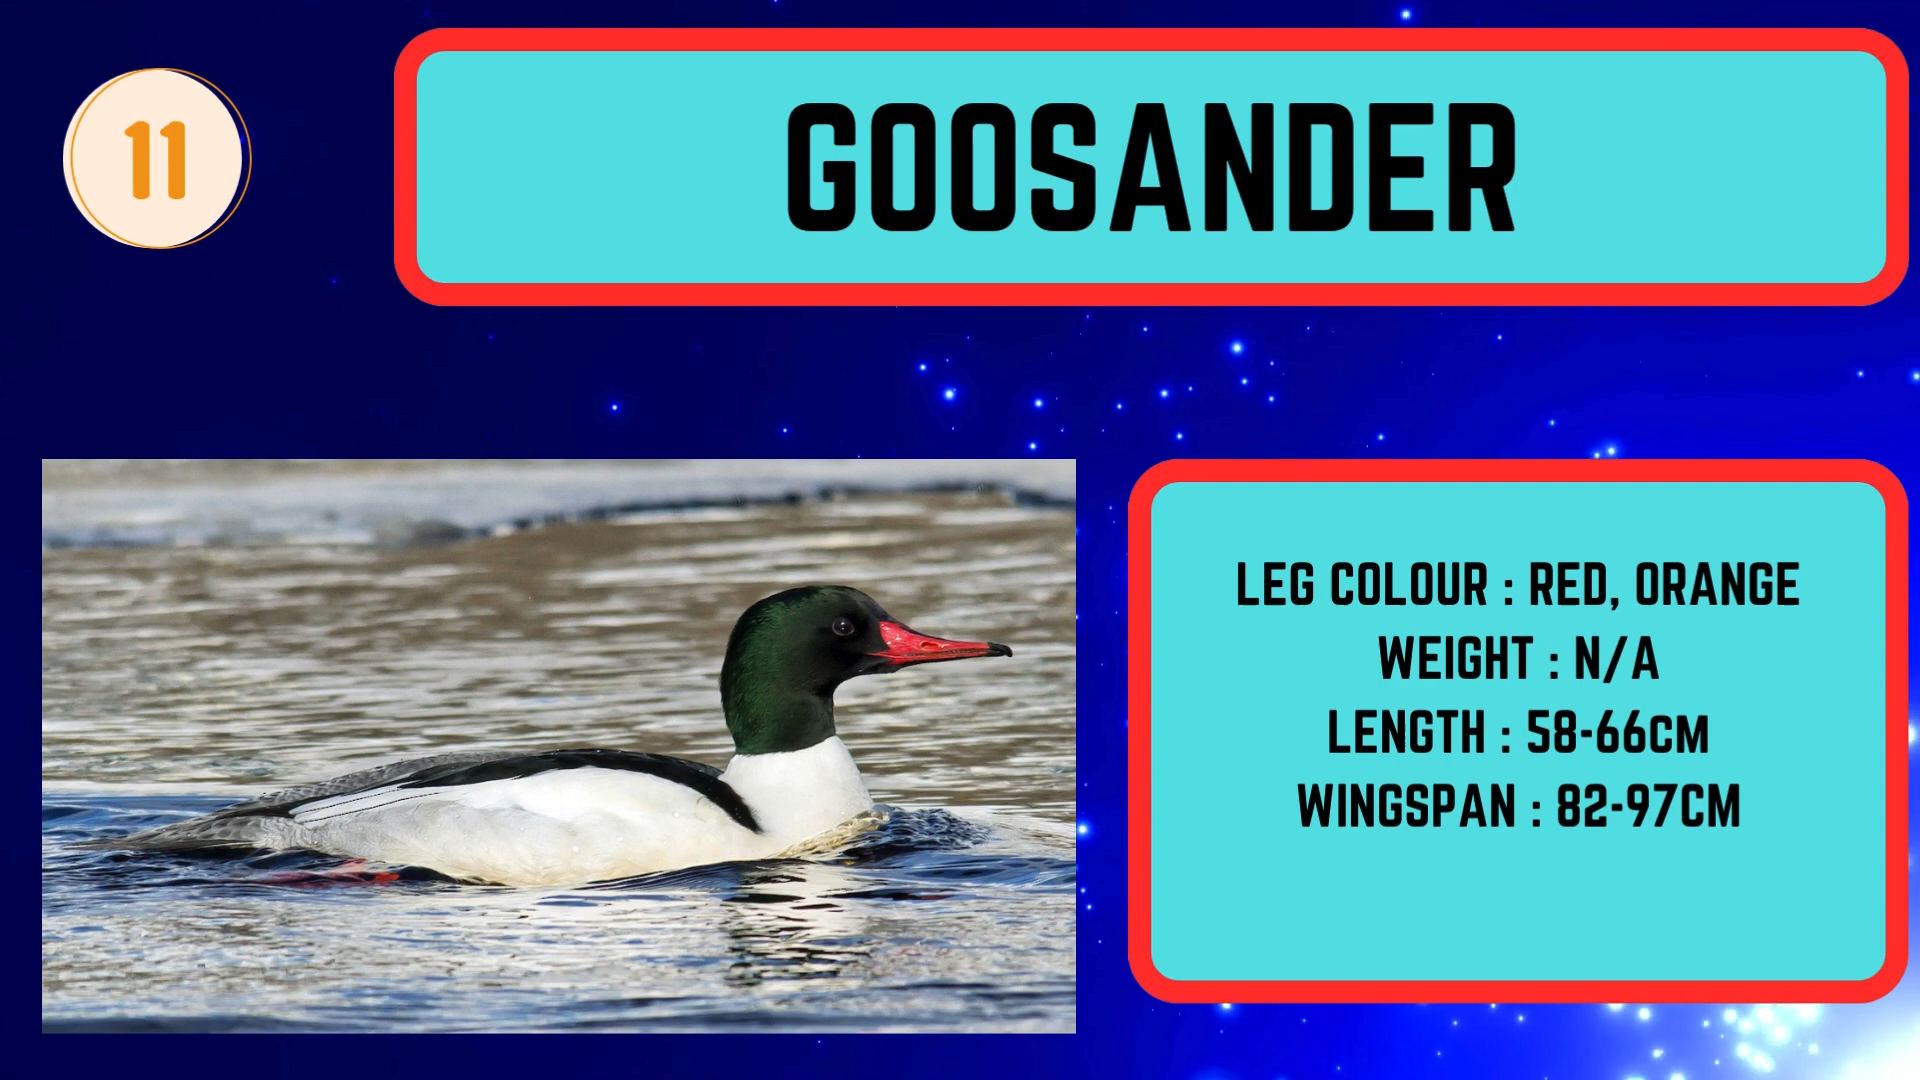 11
GOOSANDER
LEG COLOUR : RED, ORANGE
WEIGHT : N/A
LENGTH : 58-66cm
WINGSPAN : 82-97CM